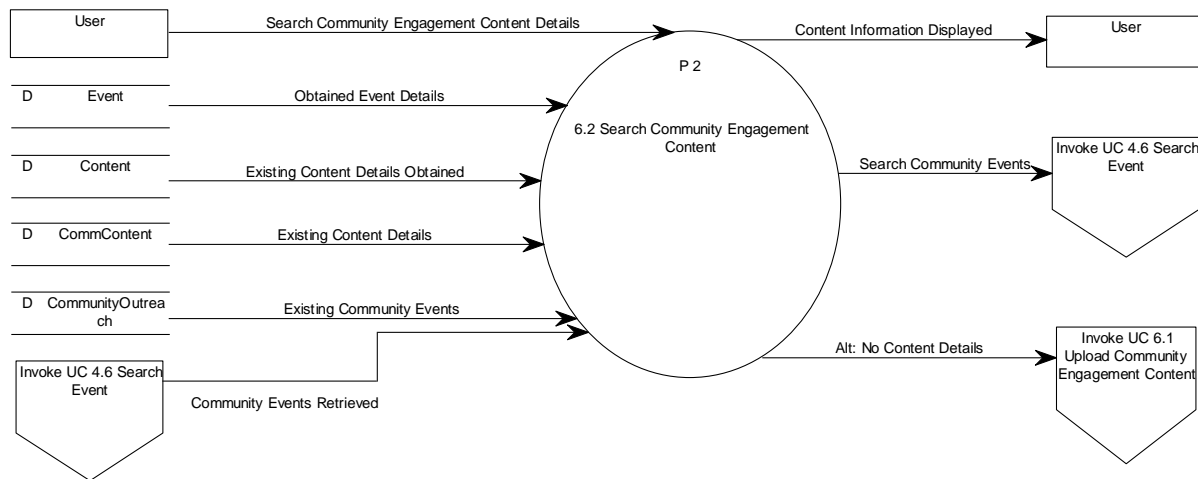 User
Search Community Engagement Content Details
Content Information Displayed
User
P 2
D Event
Obtained Event Details
6.2 Search Community Engagement
Content
D Content
Existing Content Details Obtained
Search Community Events
Invoke UC 4.6 Search
Event
D CommContent
Existing Content Details
D CommunityOutrea
ch
Existing Community Events
Invoke UC 4.6 Search
Event
Community Events Retrieved
Alt: No Content Details
Invoke UC 6.1
Upload Community
Engagement Content